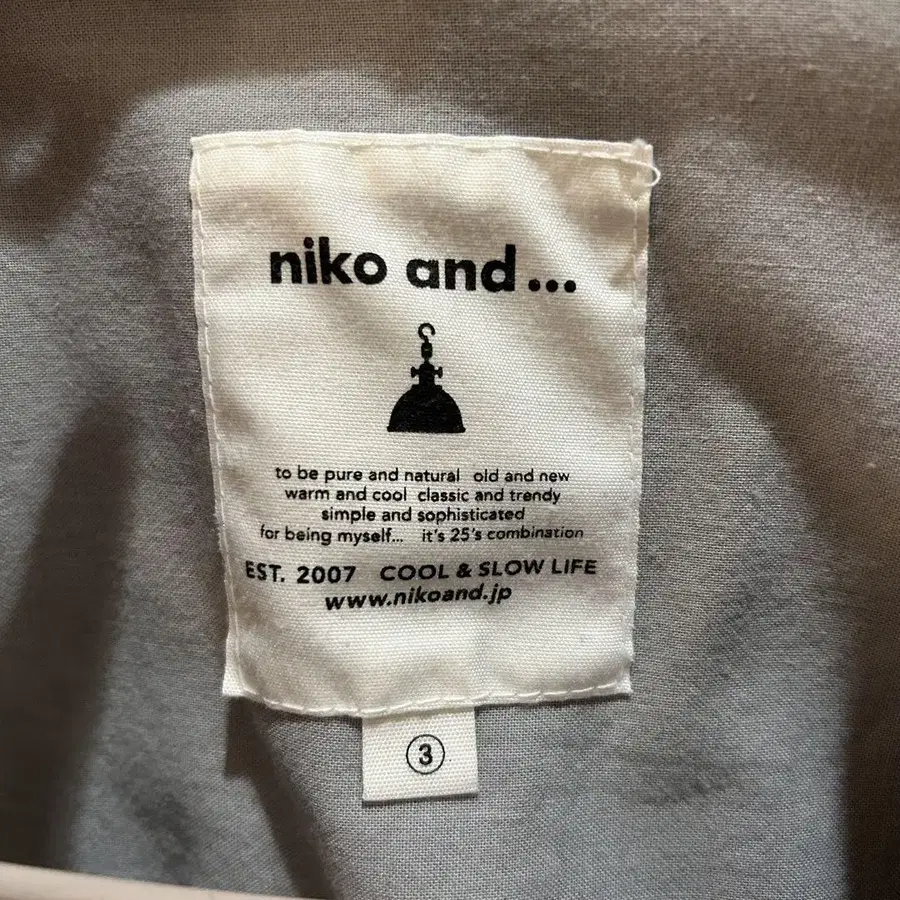 niko and...
to be pure and natural old and new
warm and cool classic and trendy
simple and sophisticated
for being myself... it's 25's combination
EST. 2007 COOL & SLOW LIFE
www.nikoand.jp
3